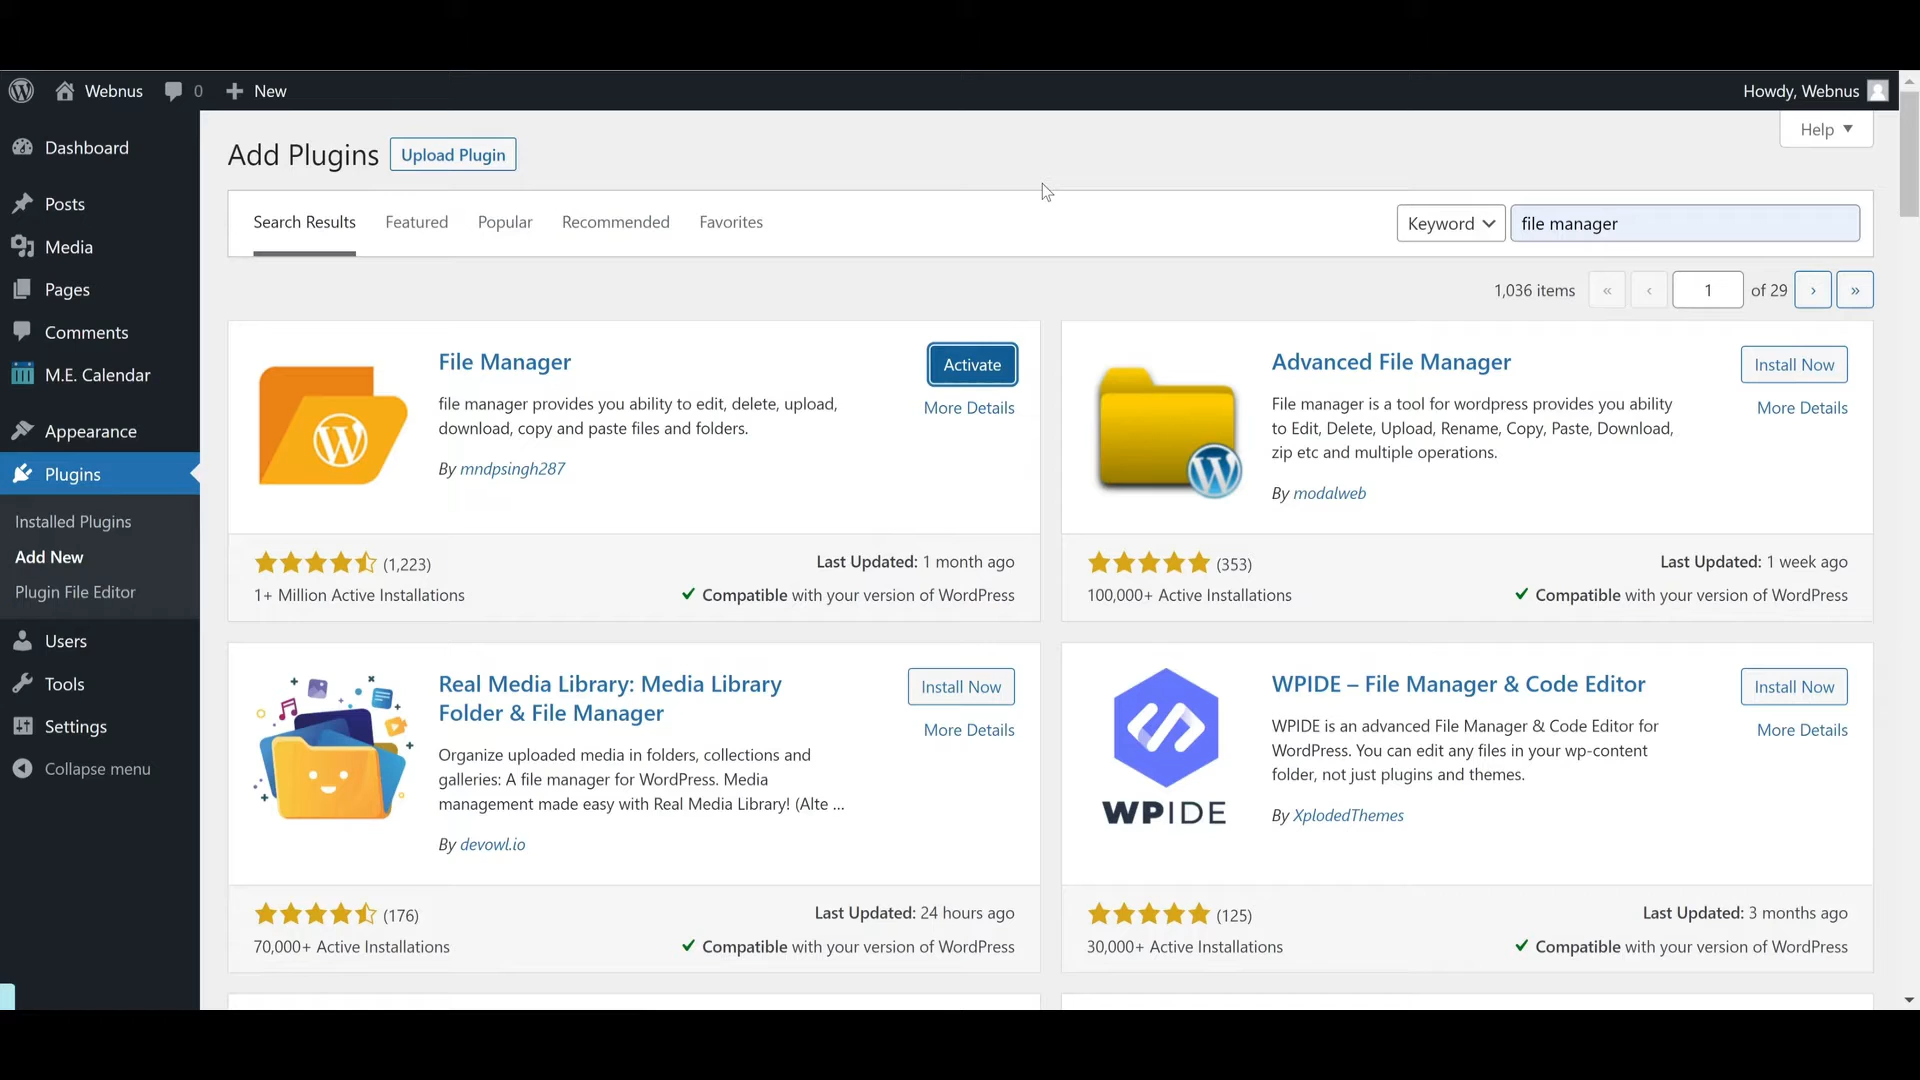 Webnus
0
New
Howdy, Webnus
Help
Dashboard
Posts
Media
Pages
Comments
M.E. Calendar
Appearance
Plugins
Installed Plugins
Add New
Plugin File Editor
Users
Tools
Settings
Collapse menu
Add Plugins
Upload Plugin
Search Results
Featured
Popular
Recommended
Favorites
Keyword
file manager
1,036 items « ‹ 1 of 29 › »
File Manager
Activate
More Details
file manager provides you ability to edit, delete, upload,
download, copy and paste files and folders.
By mndpsingh287
(1,223)
1+ Million Active Installations
Last Updated: 1 month ago
Compatible with your version of WordPress
Advanced File Manager
Install Now
More Details
File manager is a tool for wordpress provides you ability
to Edit, Delete, Upload, Rename, Copy, Paste, Download,
zip etc and multiple operations.
By modalweb
(353)
100,000+ Active Installations
Last Updated: 1 week ago
Compatible with your version of WordPress
Real Media Library: Media Library
Folder & File Manager
Install Now
More Details
Organize uploaded media in folders, collections and
galleries: A file manager for WordPress. Media
management made easy with Real Media Library! (Alte ...
By devowl.io
(176)
70,000+ Active Installations
Last Updated: 24 hours ago
Compatible with your version of WordPress
WPIDE
WPIDE – File Manager & Code Editor
Install Now
More Details
WPIDE is an advanced File Manager & Code Editor for
WordPress. You can edit any files in your wp-content
folder, not just plugins and themes.
By XplodedThemes
(125)
30,000+ Active Installations
Last Updated: 3 months ago
Compatible with your version of WordPress